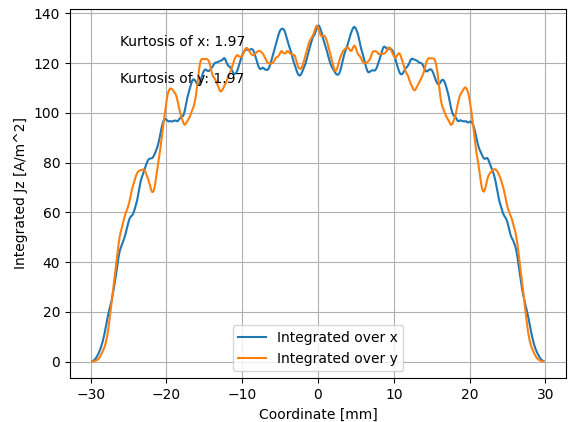 140
120
100
80
60
40
20
0
Integrated Jz [A/m^2]
Kurtosis of x: 1.97
Kurtosis of y: 1.97
Integrated over x
Integrated over y
−30 −20 −10 0 10 20 30
Coordinate [mm]